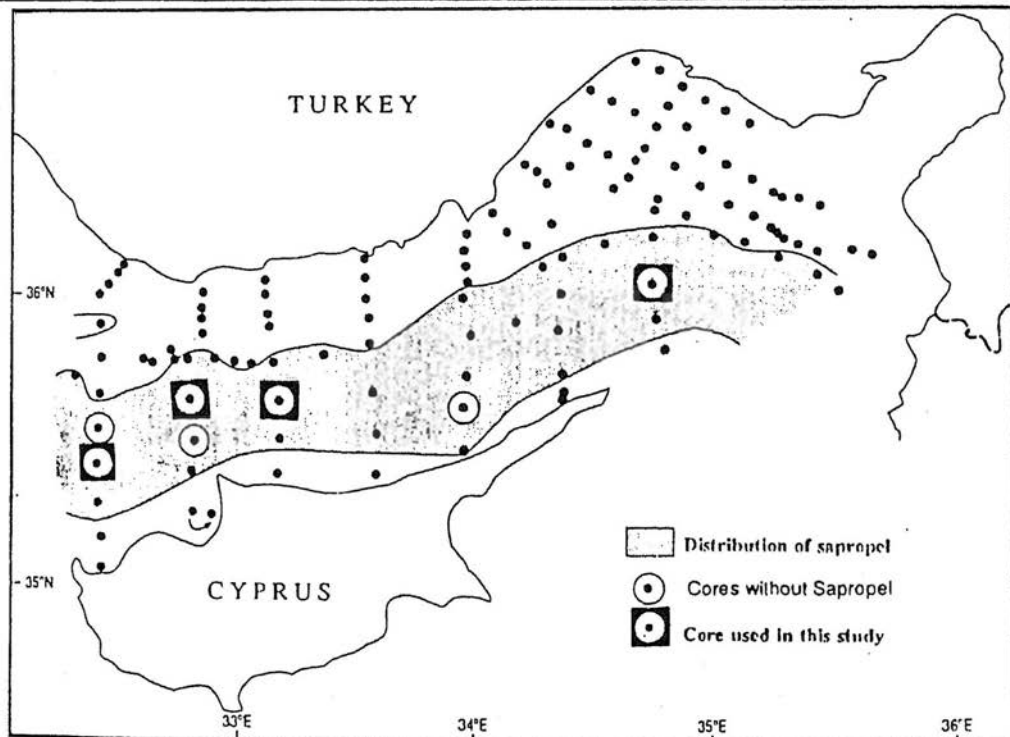 TURKEY
36°N
35°N
CYPRUS
Distribution of sapropel
Cores without Sapropel
Core used in this study
33°E
34°E
35°E
36°E